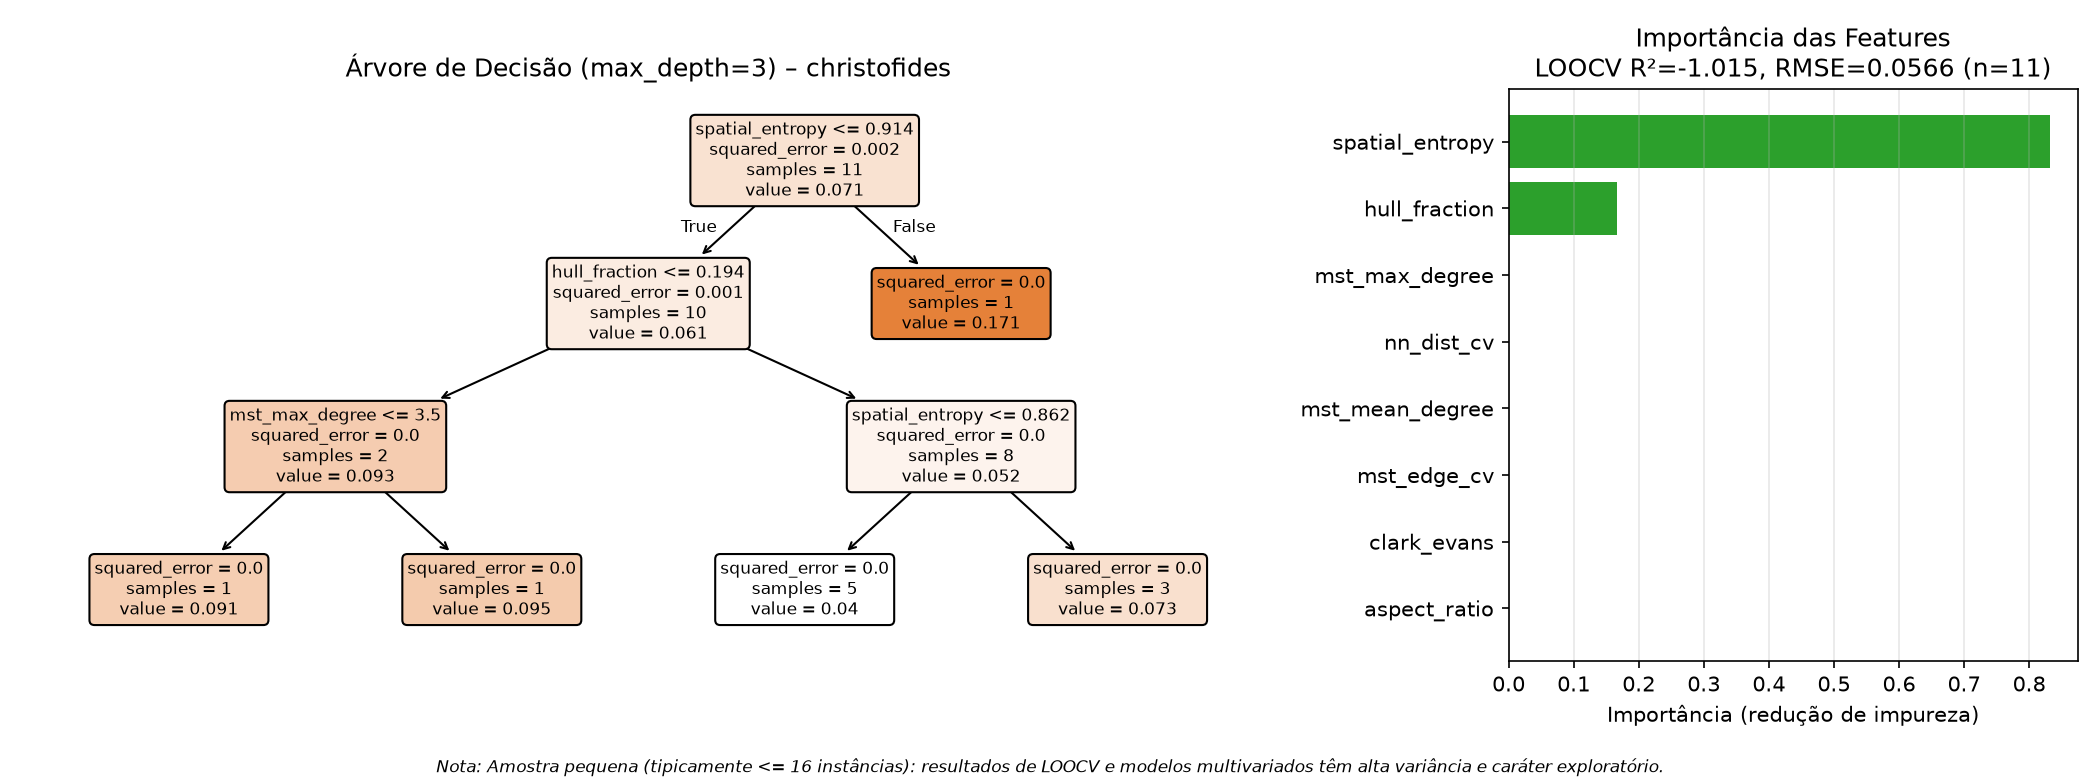 Árvore de Decisão (max_depth=3) – christofides
spatial_entropy <= 0.914
squared_error = 0.002
samples = 11
value = 0.071
True
False
hull_fraction <= 0.194
squared_error = 0.001
samples = 10
value = 0.061
squared_error = 0.0
samples = 1
value = 0.171
mst_max_degree <= 3.5
squared_error = 0.0
samples = 2
value = 0.093
spatial_entropy <= 0.862
squared_error = 0.0
samples = 8
value = 0.052
squared_error = 0.0
samples = 1
value = 0.091
squared_error = 0.0
samples = 1
value = 0.095
squared_error = 0.0
samples = 5
value = 0.04
squared_error = 0.0
samples = 3
value = 0.073
Importância das Features
LOOCV R²=-1.015, RMSE=0.0566 (n=11)
spatial_entropy
hull_fraction
mst_max_degree
nn_dist_cv
mst_mean_degree
mst_edge_cv
clark_evans
aspect_ratio
0.0 0.1 0.2 0.3 0.4 0.5 0.6 0.7 0.8
Importância (redução de impureza)
Nota: Amostra pequena (tipicamente <= 16 instâncias): resultados de LOOCV e modelos multivariados têm alta variância e caráter exploratório.